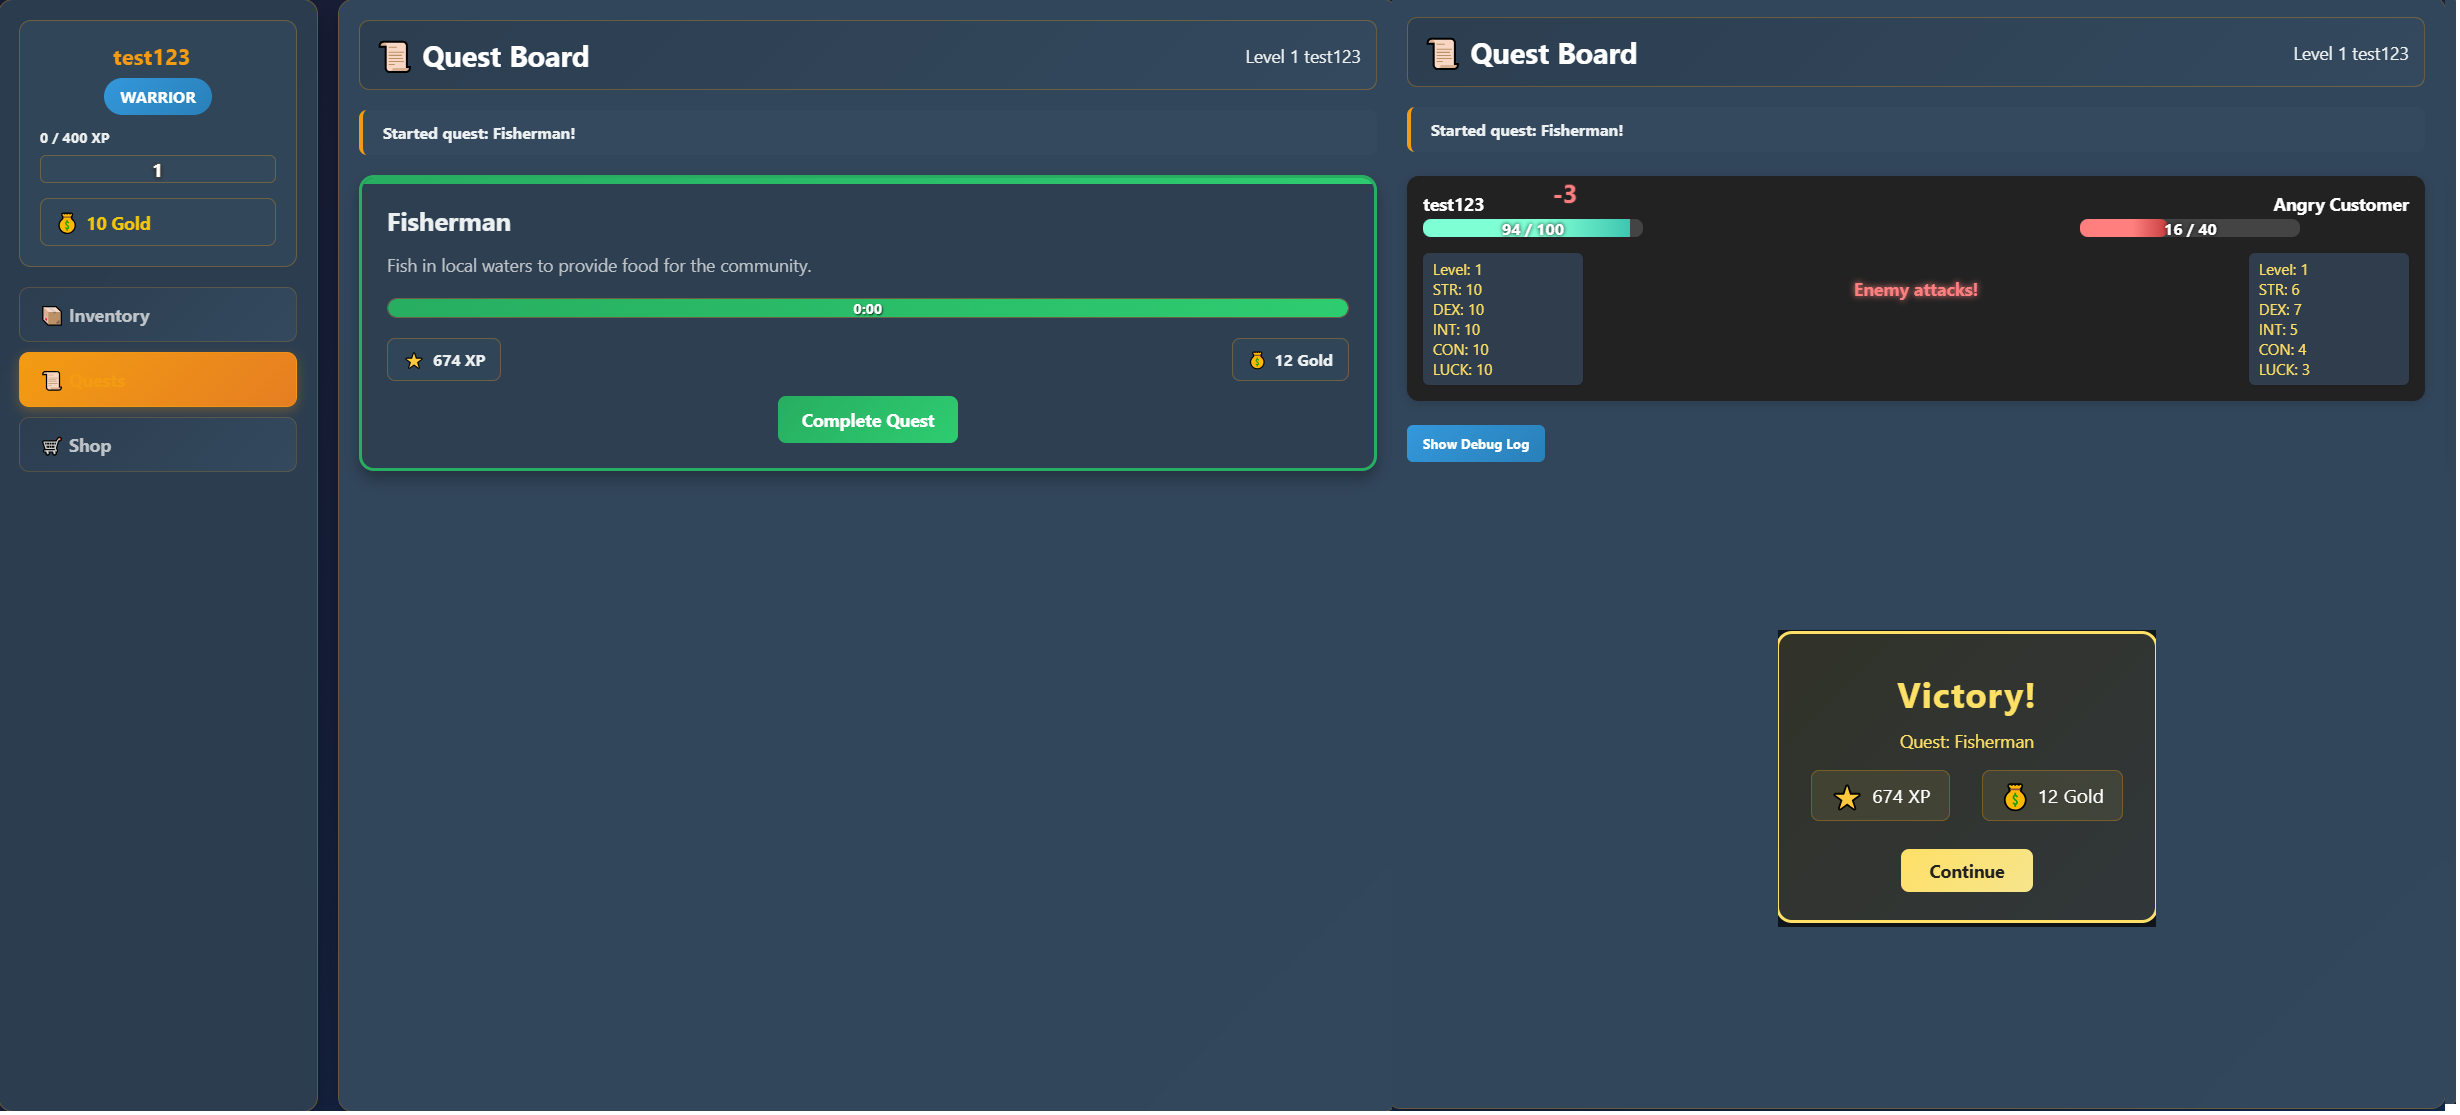 test123
WARRIOR
0 / 400 XP
1
10 Gold
Inventory
Quests
Shop
Quest Board
Level 1 test123
Started quest: Fisherman!
Fisherman
Fish in local waters to provide food for the community.
0:00
674 XP
12 Gold
Complete Quest
Quest Board
Level 1 test123
Started quest: Fisherman!
test123
-3
94 / 100
Angry Customer
16 / 40
Level: 1
STR: 10
DEX: 10
INT: 10
CON: 10
LUCK: 10
Enemy attacks!
Level: 1
STR: 6
DEX: 7
INT: 5
CON: 4
LUCK: 3
Show Debug Log
Victory!
Quest: Fisherman
674 XP
12 Gold
Continue